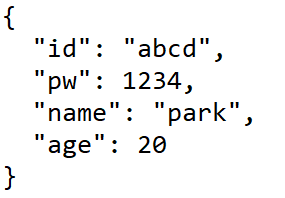 {
  "id": "abcd",
  "pw": 1234,
  "name": "park",
  "age": 20
}